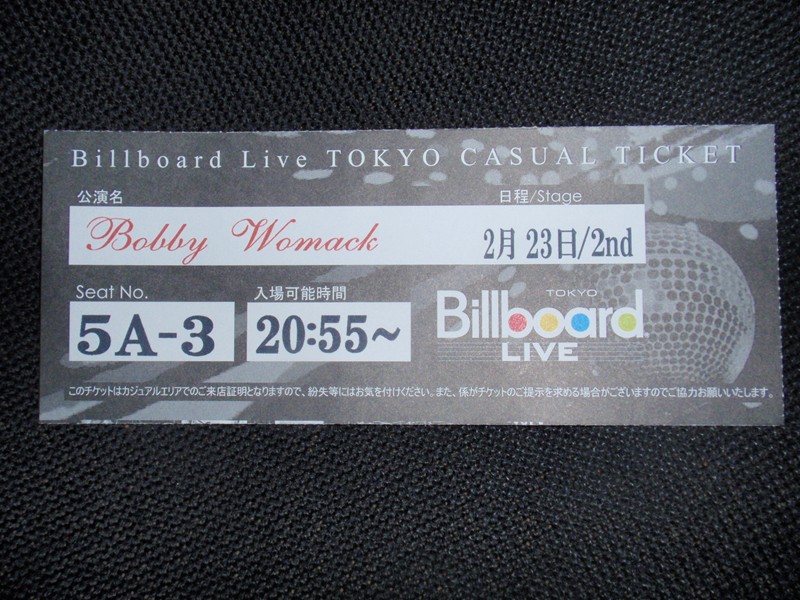 Billboard Live TOKYO CASUAL TICKET
公演名
日程/Stage
Bobby Womack
2月 23日/2nd
Seat No.
入場可能時間
5A-3
20:55~
TOKYO
Billboard
LIVE
このチケットはカジュアルエリアでのご来店証明となりますので、紛失等にはお気を付けください。また、係がチケットのご提示を求める場合がございますのでご協力お願いいたします。